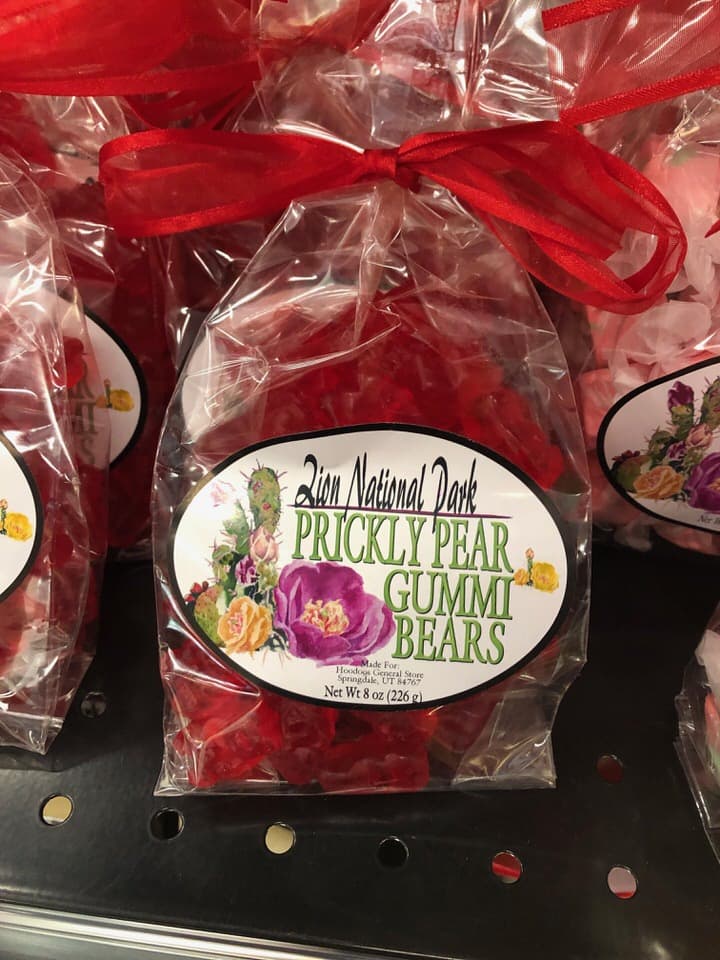 Zion National Park
PRICKLY PEAR
GUMMI
BEARS
Made For:
Hoodoos General Store
Springdale, UT 84767
Net Wt 8 oz (226 g)